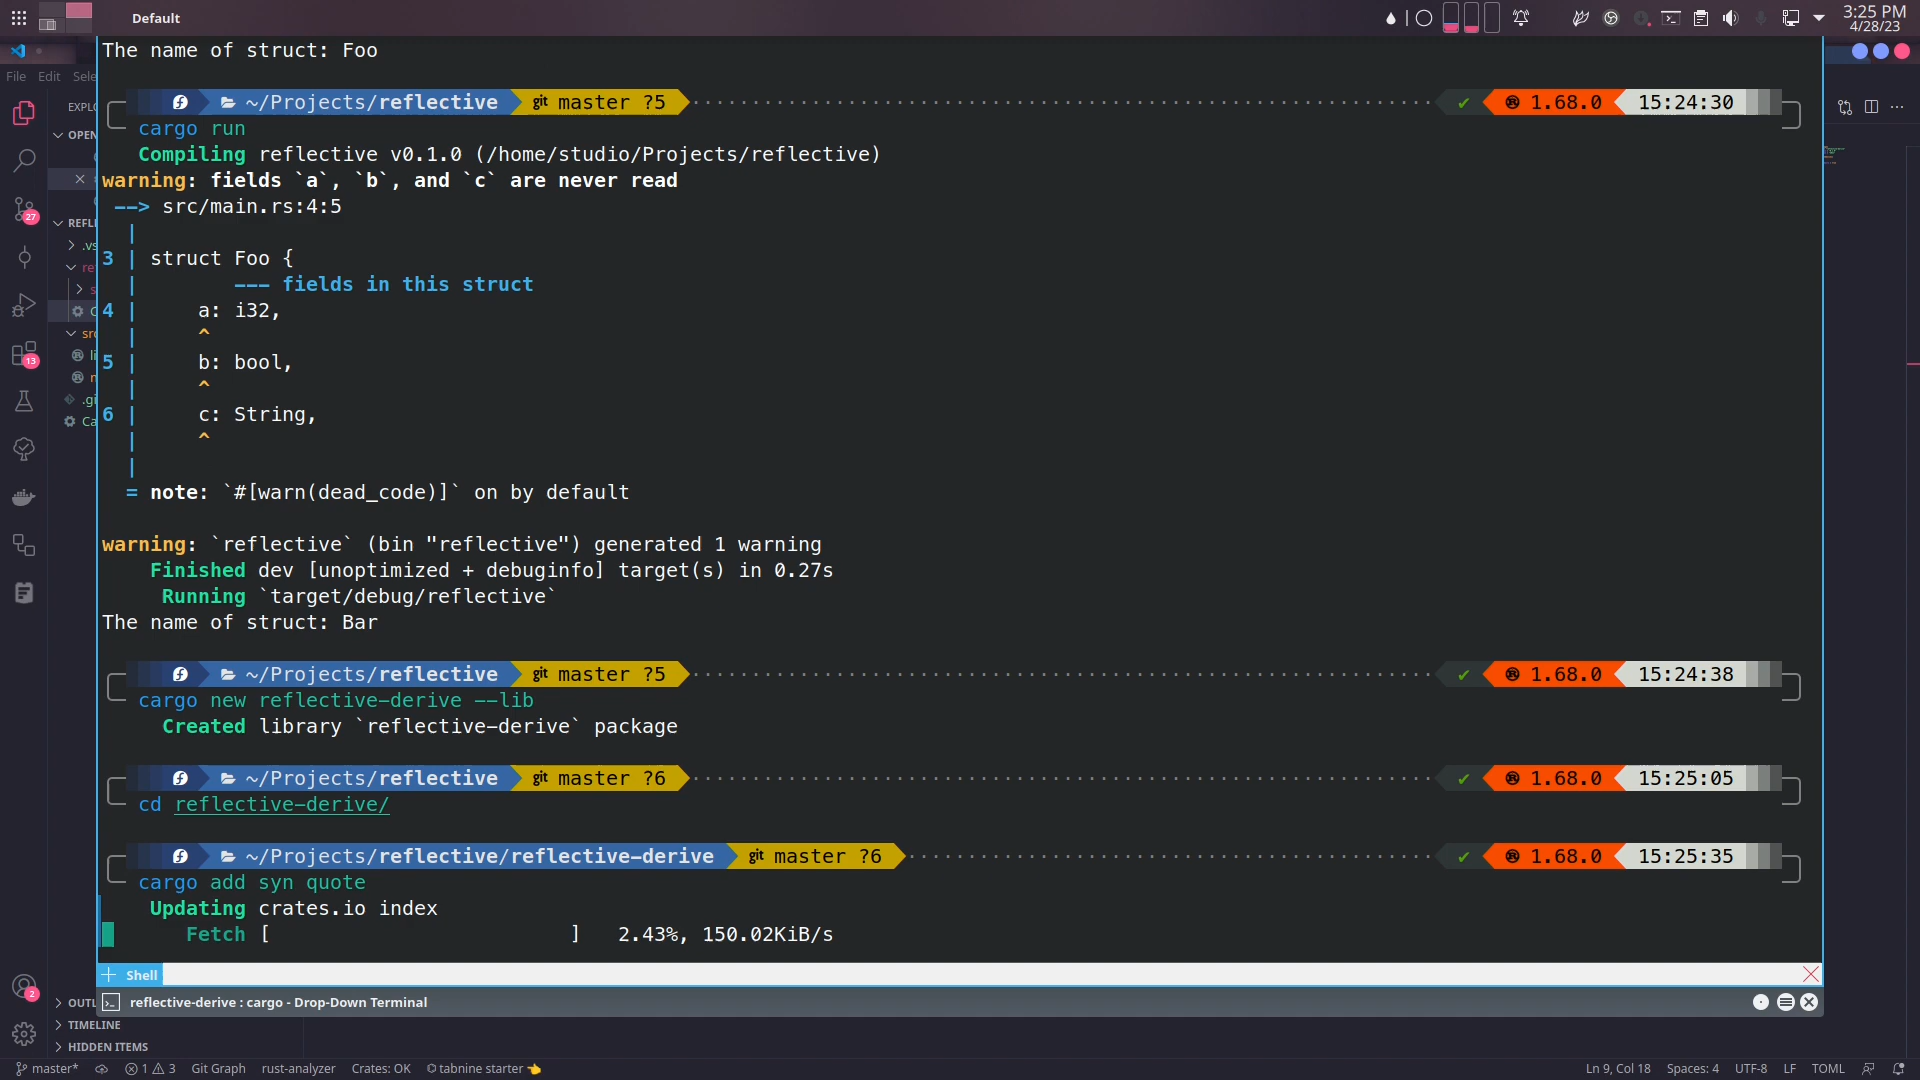 Default
3:25 PM
4/28/23
File Edit Sele
EXPLO
OPEN
REFLE
.vs
re
s
C
src
li
.gi
Ca
27
13
2
The name of struct: Foo
~/Projects/reflective git master ?5 ✔ 1.68.0 15:24:30
cargo run
Compiling reflective v0.1.0 (/home/studio/Projects/reflective)
warning: fields `a`, `b`, and `c` are never read
--> src/main.rs:4:5
|
3 | struct Foo {
| --- fields in this struct
4 | a: i32,
| ^
5 | b: bool,
| ^
6 | c: String,
| ^
|
= note: `#[warn(dead_code)]` on by default
warning: `reflective` (bin "reflective") generated 1 warning
Finished dev [unoptimized + debuginfo] target(s) in 0.27s
Running `target/debug/reflective`
The name of struct: Bar
~/Projects/reflective git master ?5 ✔ 1.68.0 15:24:38
cargo new reflective-derive --lib
Created library `reflective-derive` package
~/Projects/reflective git master ?6 ✔ 1.68.0 15:25:05
cd reflective-derive/
~/Projects/reflective/reflective-derive git master ?6 ✔ 1.68.0 15:25:35
cargo add syn quote
Updating crates.io index
Fetch [ ] 2.43%, 150.02KiB/s
Shell
reflective-derive : cargo - Drop-Down Terminal
OUTL
TIMELINE
HIDDEN ITEMS
master* 1 3 Git Graph rust-analyzer Crates: OK tabnine starter 👈 Ln 9, Col 18 Spaces: 4 UTF-8 LF TOML